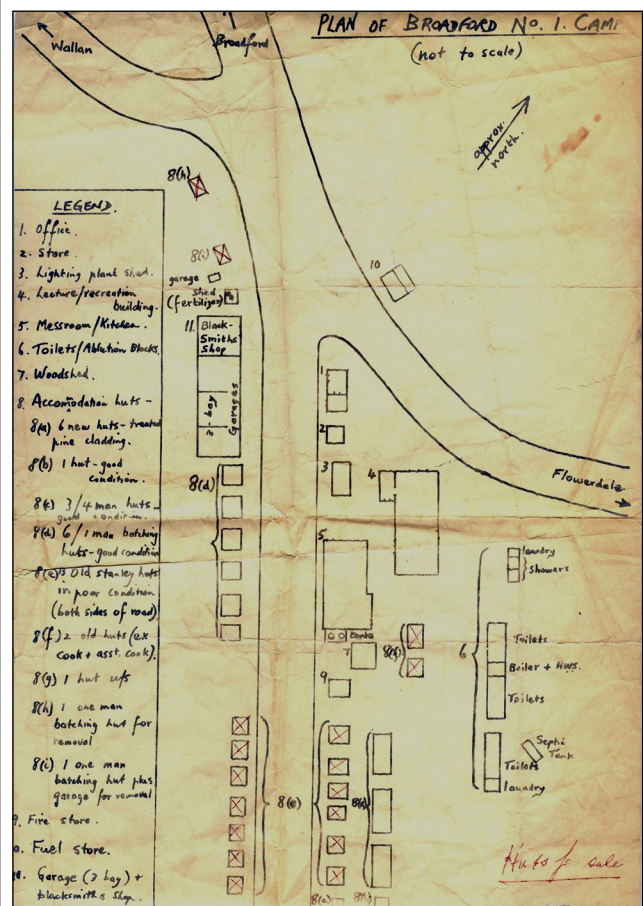 PLAN OF BROADFORD No. 1. CAMP
(not to scale)
Wallan
Broadford
approx.
north.
LEGEND.
1. Office.
2. Store.
3. Lighting plant shed.
4. Lecture/recreation
building.
5. Messroom/Kitchen.
6. Toilets/Ablution Blocks
7. Woodshed.
8. Accomodation huts -
8(a) 6 new huts - treated
pine cladding.
8(b) 1 hut - good
condition.
8(c) 3/4 man huts -
good condition.
8(d) 6/1 man batching
huts - good condition
8(e) 13 old Stanley huts
in poor condition
(both sides of road)
8(f) 2 old huts (ex
cook + asst. cook).
8(g) 1 hut u/s
8(h) 1 one man
batching hut for
removal
8(i) 1 one man
batching hut plus
garage for removal
9. Fire store.
0. Fuel store.
Garage (3 bay) +
blacksmiths shop.
8(h)
8(i)
garage
shed
(fertilizer)
11.
Black-
Smiths
Shop
3-bay
Garages
8(d)
10
1
2
3
4
5
Flowerdale
tanks
7
9
6
laundry
Showers
Toilets
Boiler + HWS.
Toilets
Septic
Tank
Toilets
laundry
8(e)
Huts for sale